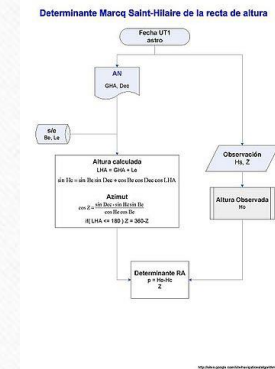 Determinante Marcq Saint-Hilaire de la recta de altura
Fecha UT1
astro
AN
GHA, Dec
s/e
Be, Le
Observación
Hs, Z
Altura calculada
LHA = GHA + Le
sin Hc = sin Be sin Dec + cos Be cos Dec cos LHA
Azimut
cos Z = (sin Dec - sin Hc sin Be) / (cos Hc cos Be)
if( LHA <= 180 ) Z = 360-Z
Altura Observada
Ho
Determinante RA
p = Ho-Hc
Z